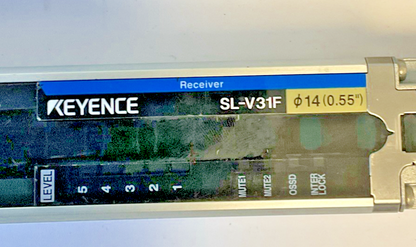 Receiver
KEYENCE SL-V31F φ14(0.55")
LEVEL 5 4 3 2 1 MUTE1 MUTE2 OSSD INTER LOCK